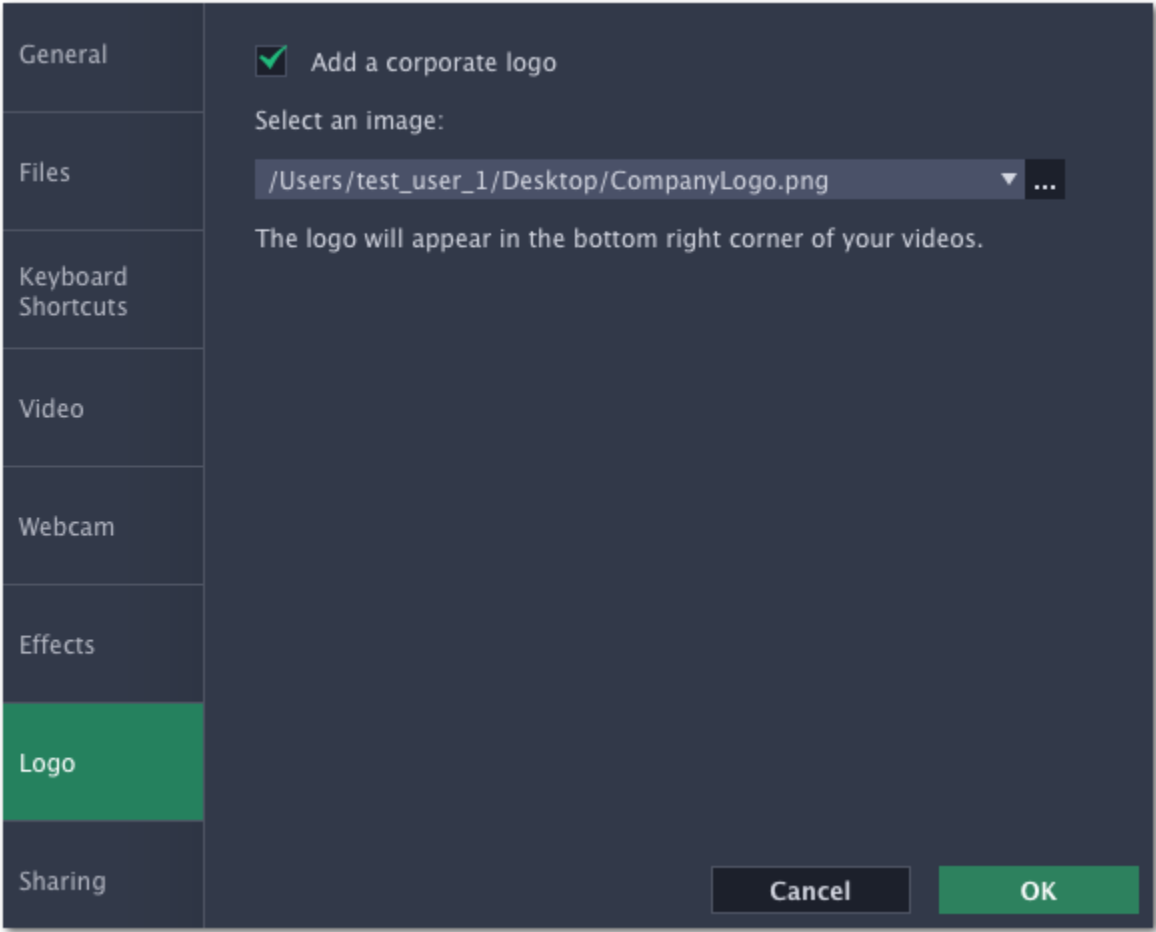 General
Files
Keyboard
Shortcuts
Video
Webcam
Effects
Logo
Sharing
Add a corporate logo
Select an image:
/Users/test_user_1/Desktop/CompanyLogo.png
...
The logo will appear in the bottom right corner of your videos.
Cancel
OK